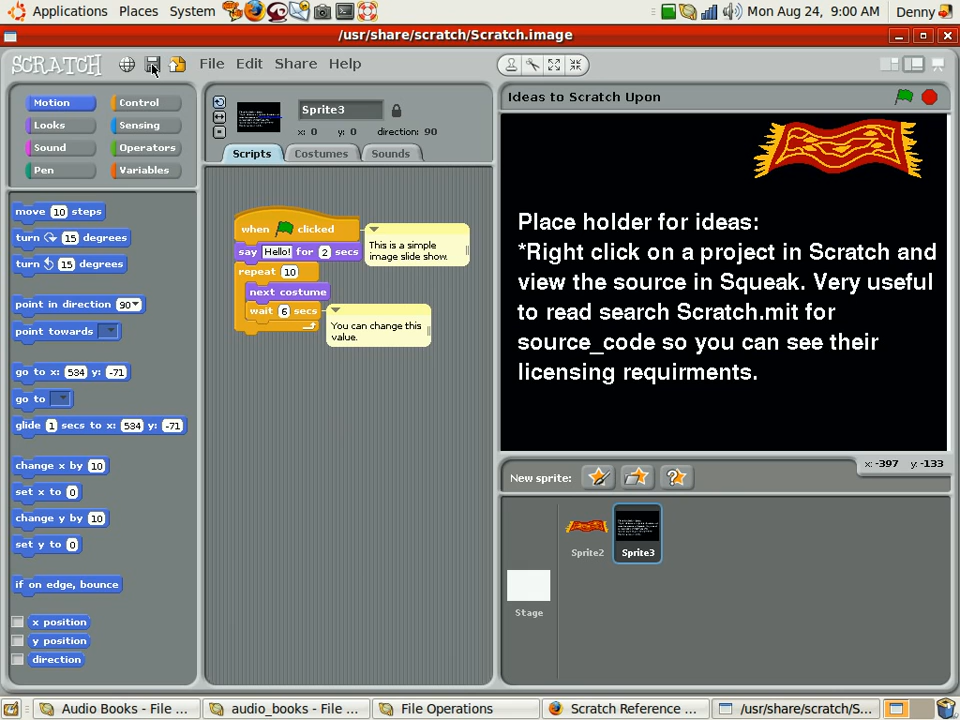 Applications Places System
Mon Aug 24, 9:00 AM Denny
/usr/share/scratch/Scratch.image
SCRATCH
File Edit Share Help
Motion
Control
Looks
Sensing
Sound
Operators
Pen
Variables
move 10 steps
turn 15 degrees
turn 15 degrees
point in direction 90
point towards
go to x: 534 y: -71
go to
glide 1 secs to x: 534 y: -71
change x by 10
set x to 0
change y by 10
set y to 0
if on edge, bounce
x position
y position
direction
Sprite3
x: 0 y: 0 direction: 90
Scripts
Costumes
Sounds
when clicked
say Hello! for 2 secs
repeat 10
next costume
wait 6 secs
This is a simple
image slide show.
You can change this
value.
Ideas to Scratch Upon
Place holder for ideas:
*Right click on a project in Scratch and
view the source in Squeak. Very useful
to read search Scratch.mit for
source_code so you can see their
licensing requirments.
x: -397 y: -133
New sprite:
Sprite2
Sprite3
Stage
Audio Books - File ...
audio_books - File ...
File Operations
Scratch Reference ...
/usr/share/scratch/S...